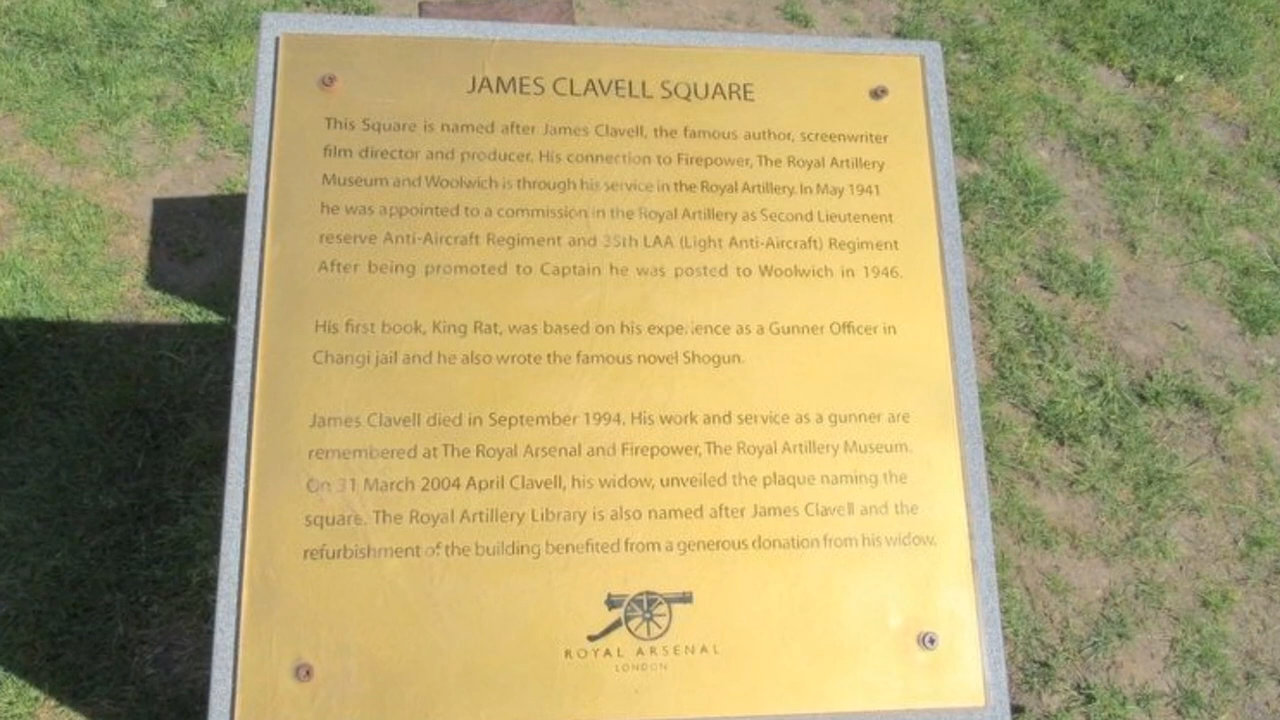 JAMES CLAVELL SQUARE
This Square is named after James Clavell, the famous author, screenwriter
film director and producer. His connection to Firepower, The Royal Artillery
Museum and Woolwich is through his service in the Royal Artillery. In May 1941
he was appointed to a commission in the Royal Artillery as Second Lieutenent
reserve Anti-Aircraft Regiment and 35th LAA (Light Anti-Aircraft) Regiment
After being promoted to Captain he was posted to Woolwich in 1946.
His first book, King Rat, was based on his experience as a Gunner Officer in
Changi jail and he also wrote the famous novel Shogun.
James Clavell died in September 1994. His work and service as a gunner are
remembered at The Royal Arsenal and Firepower, The Royal Artillery Museum.
On 31 March 2004 April Clavell, his widow, unveiled the plaque naming the
square. The Royal Artillery Library is also named after James Clavell and the
refurbishment of the building benefited from a generous donation from his widow.
ROYAL ARSENAL
LONDON